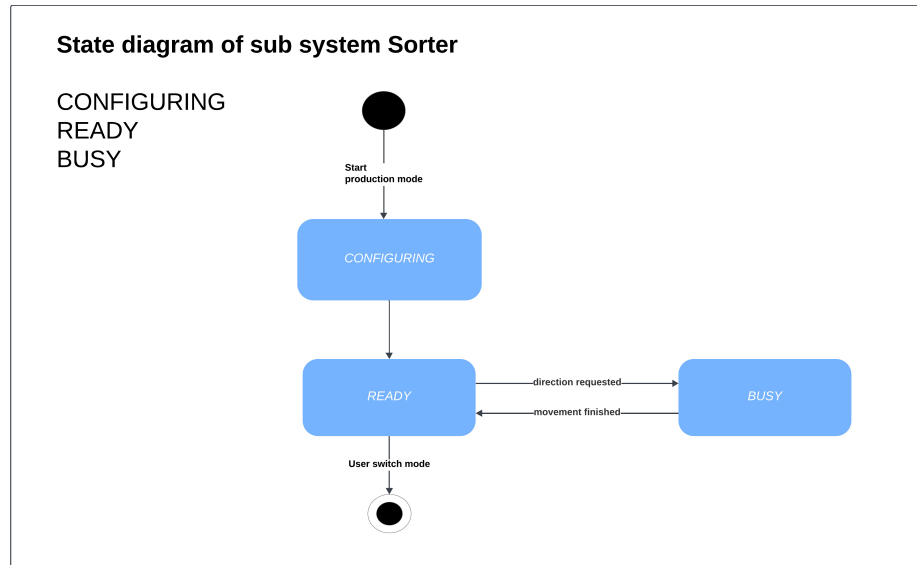 State diagram of sub system Sorter
CONFIGURING
READY
BUSY
Start
production mode
CONFIGURING
READY
direction requested
movement finished
BUSY
User switch mode